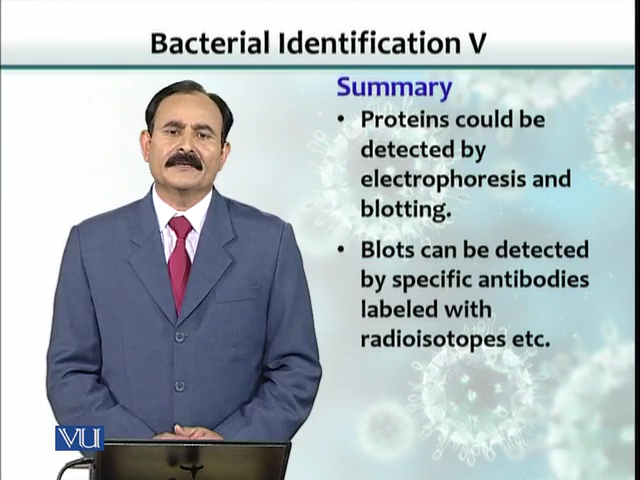 Bacterial Identification V
Summary
• Proteins could be
detected by
electrophoresis and
blotting.
• Blots can be detected
by specific antibodies
labeled with
radioisotopes etc.
VU